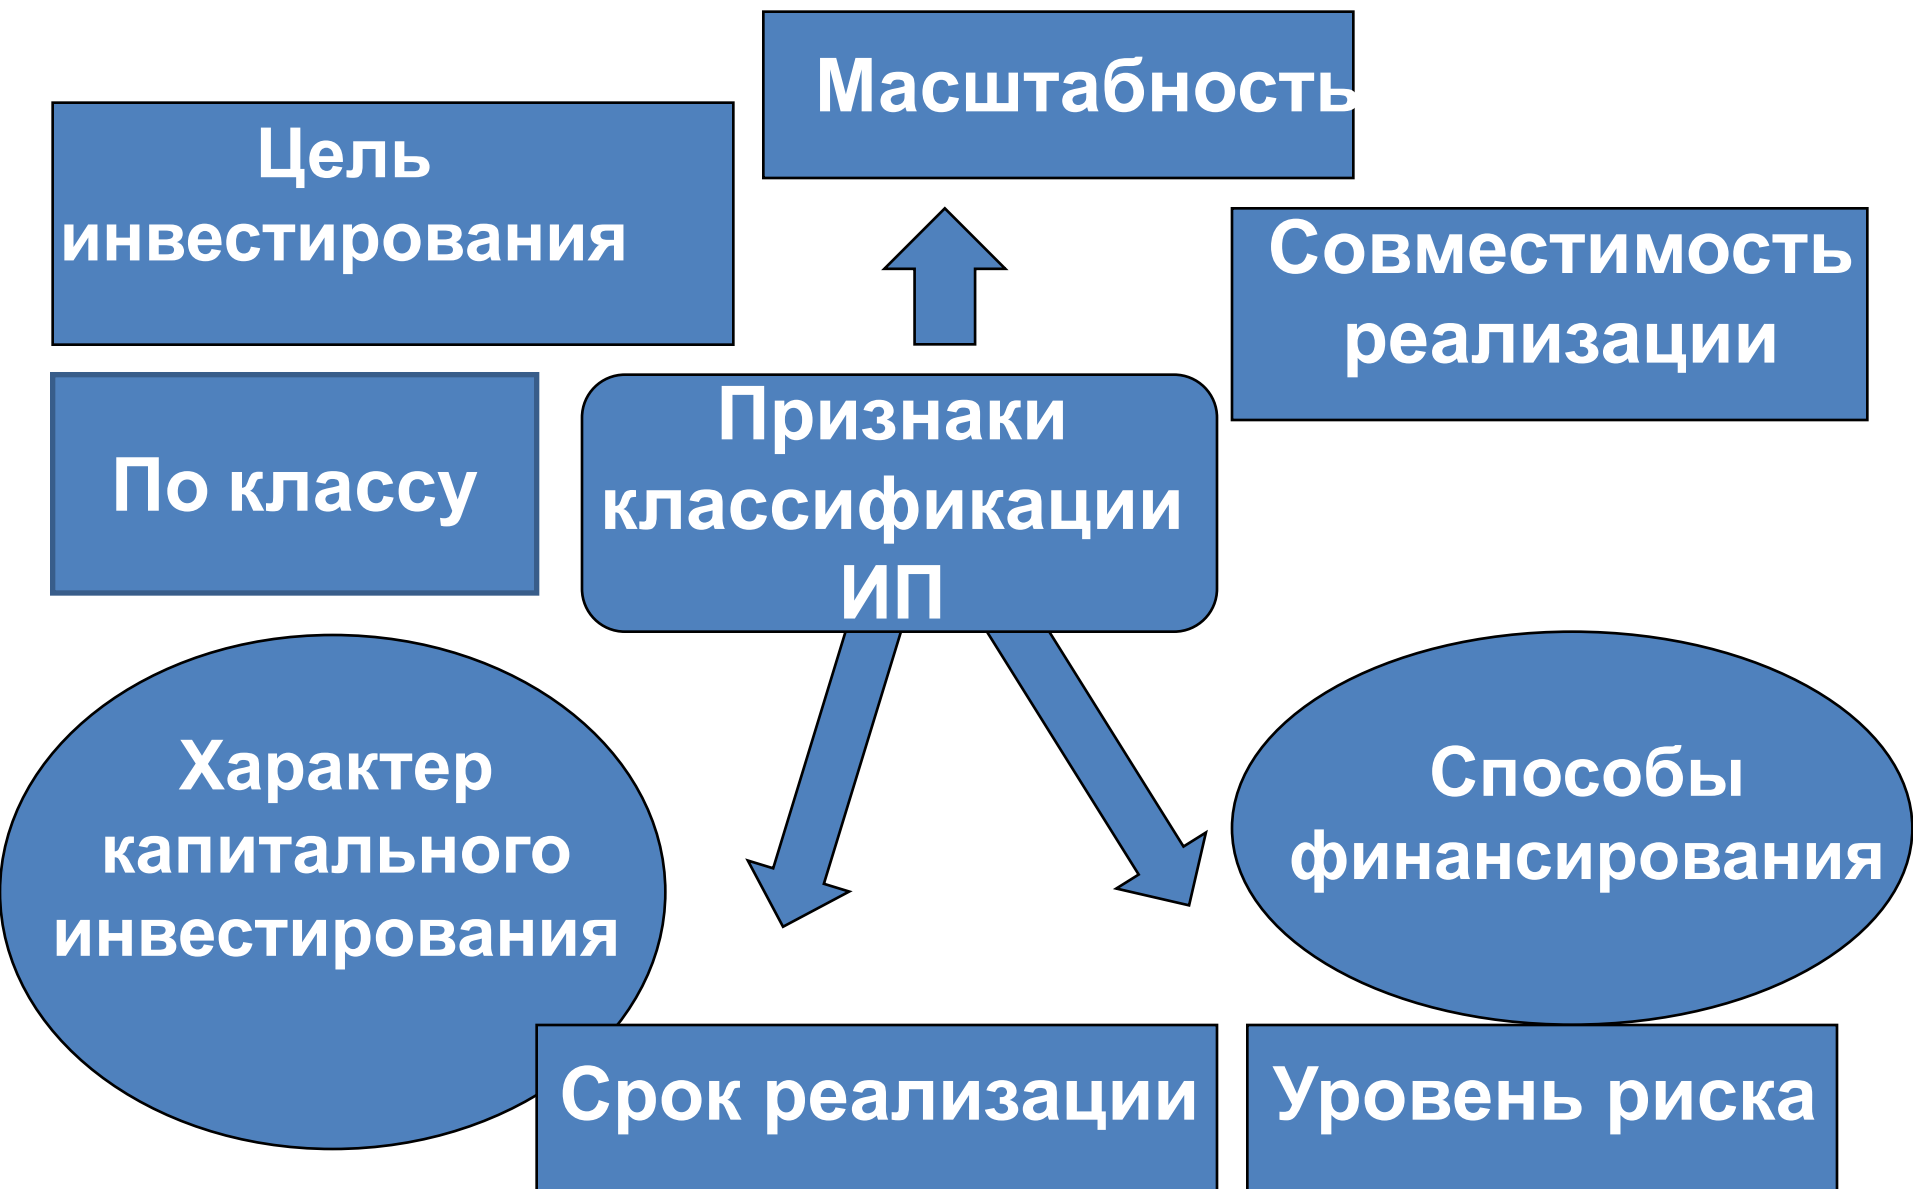 Масштабность
Цель
инвестирования
Совместимость
реализации
Признаки
классификации
ИП
По классу
Характер
капитального
инвестирования
Способы
финансирования
Срок реализации
Уровень риска